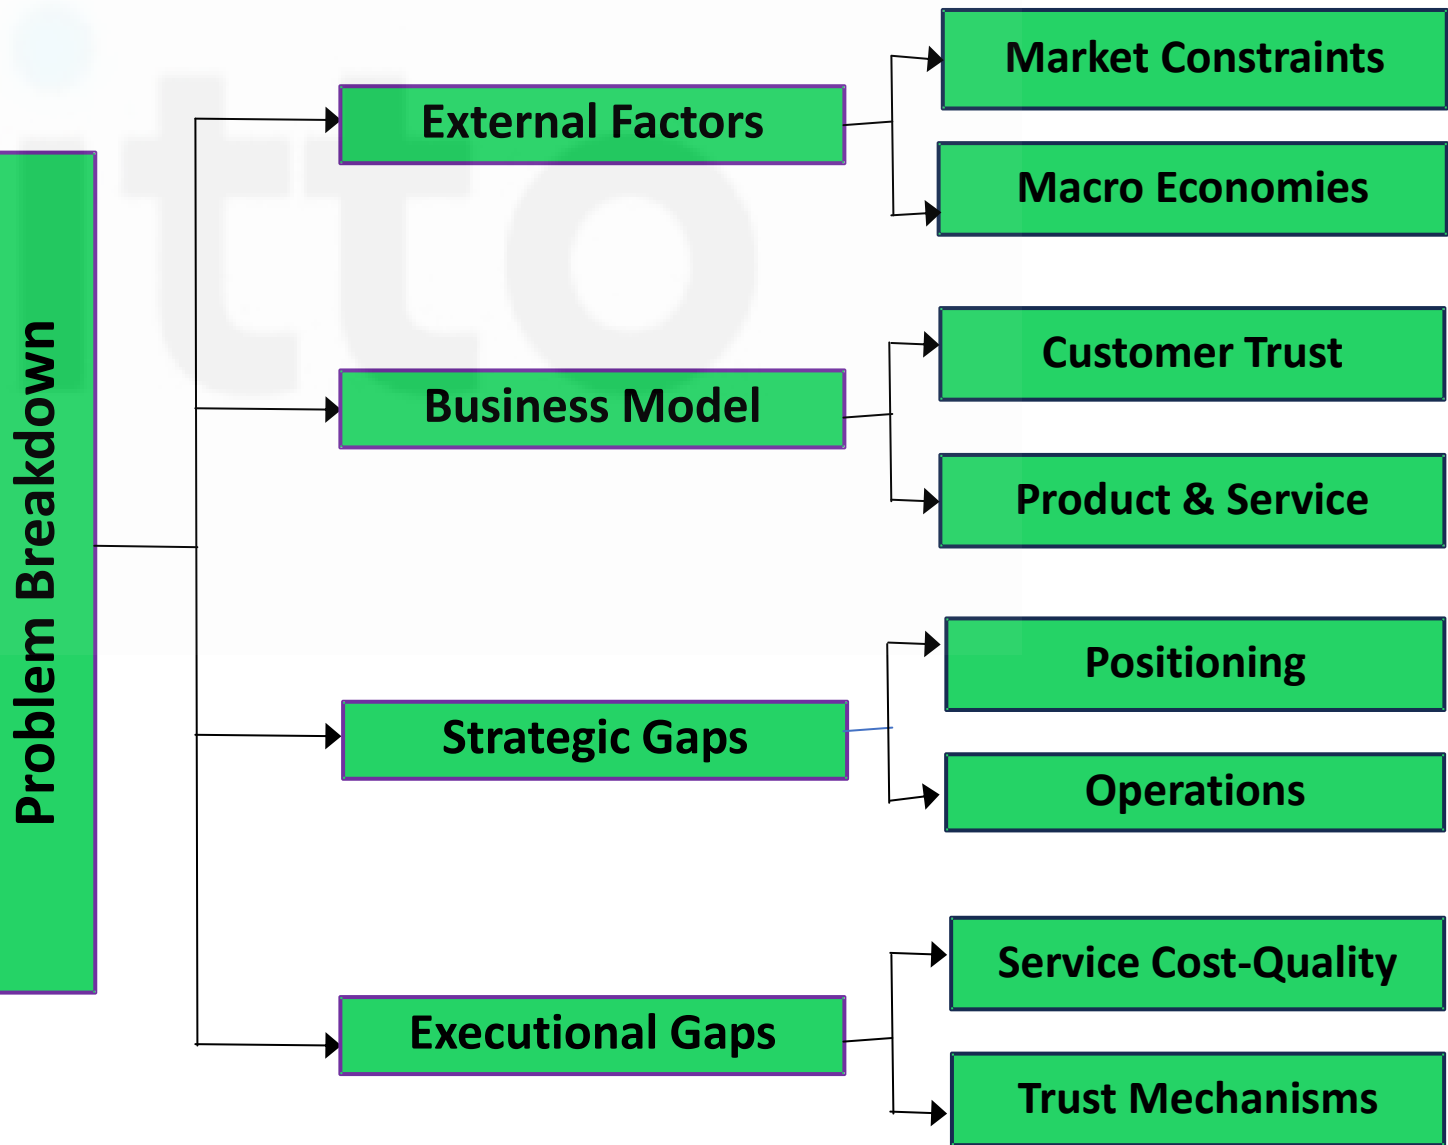 Problem Breakdown
External Factors
Market Constraints
Macro Economies
Business Model
Customer Trust
Product & Service
Strategic Gaps
Positioning
Operations
Executional Gaps
Service Cost-Quality
Trust Mechanisms
itto